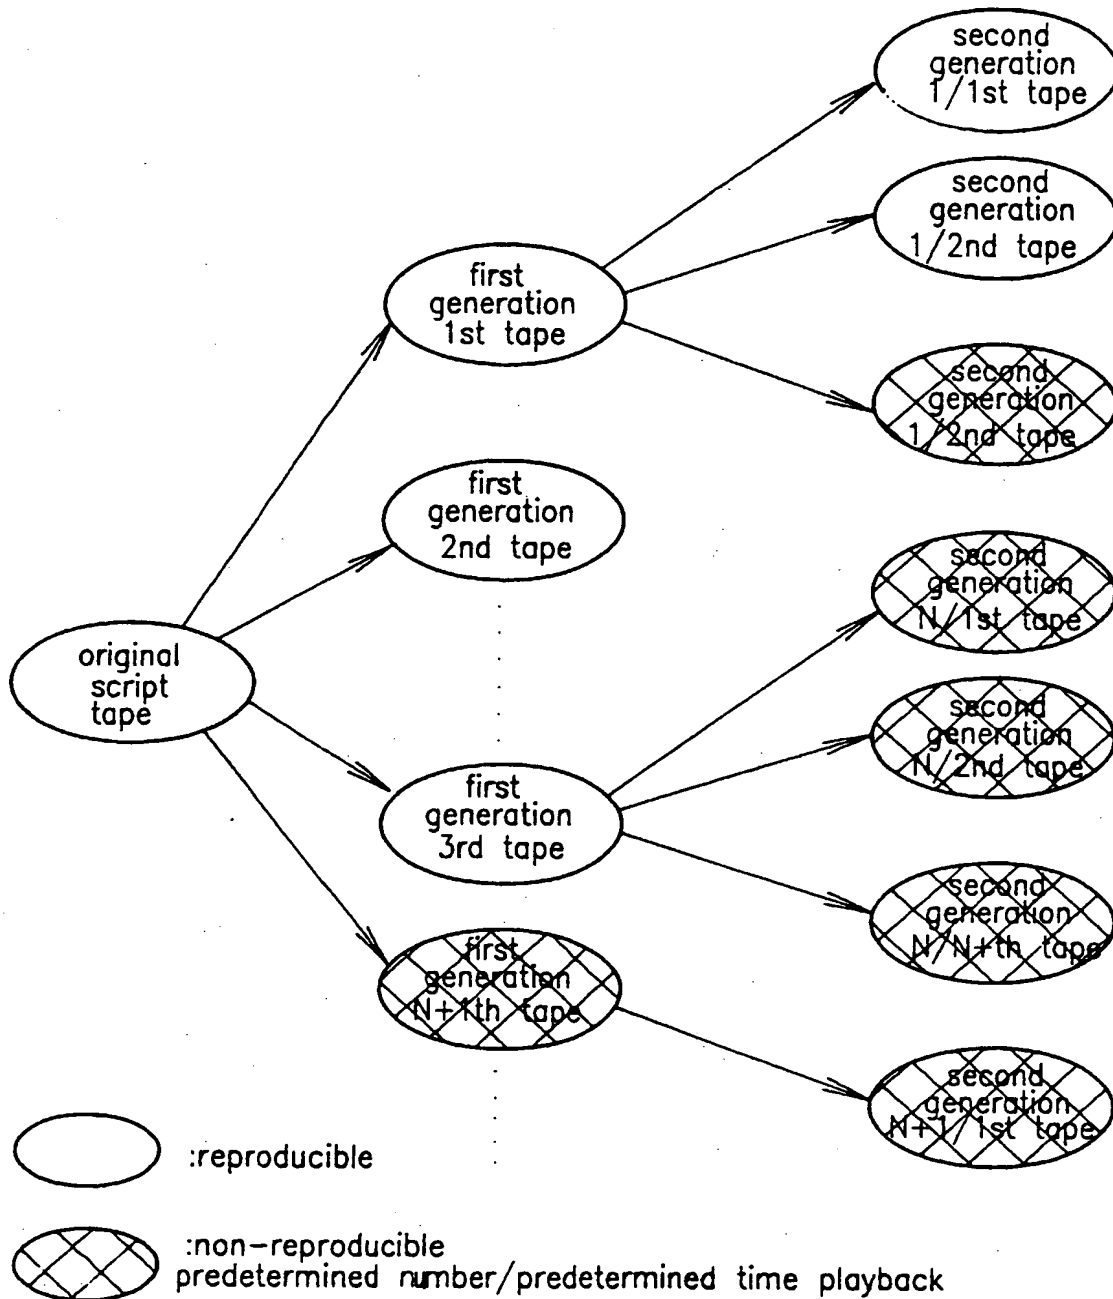 second
generation
1/1st tape
second
generation
1/2nd tape
first
generation
1st tape
second
generation
1/2nd tape
first
generation
2nd tape
second
generation
N/1st tape
original
script
tape
second
generation
N/2nd tape
first
generation
3rd tape
second
generation
N/N+th tape
first
generation
N+1th tape
second
generation
N+1/1st tape
:reproducible
:non-reproducible
predetermined number/predetermined time playback